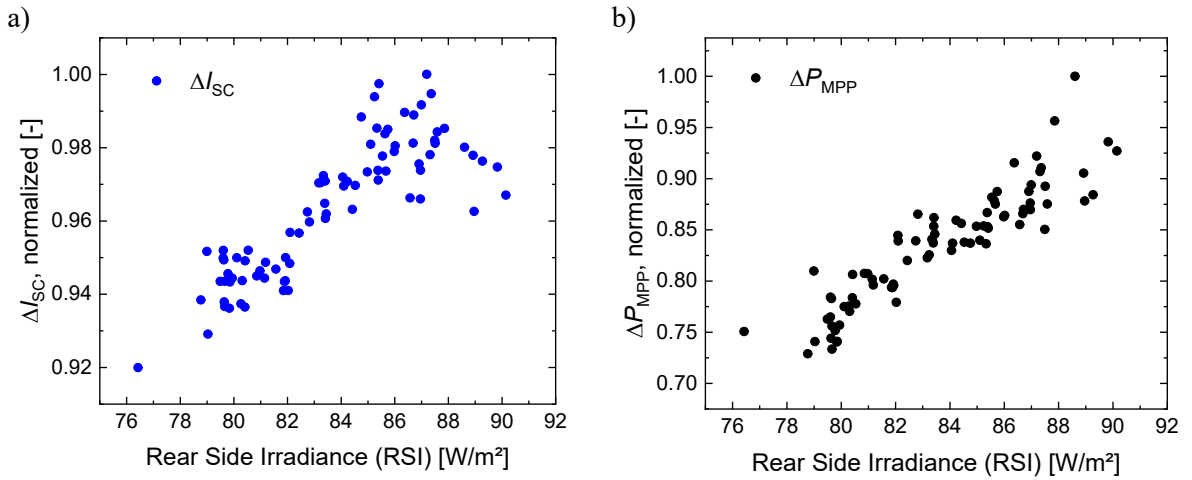 a)
ΔI_SC, normalized [-]
1.00
0.98
0.96
0.94
0.92
ΔI_SC
76 78 80 82 84 86 88 90 92
Rear Side Irradiance (RSI) [W/m²]
b)
ΔP_MPP, normalized [-]
1.00
0.95
0.90
0.85
0.80
0.75
0.70
ΔP_MPP
76 78 80 82 84 86 88 90 92
Rear Side Irradiance (RSI) [W/m²]